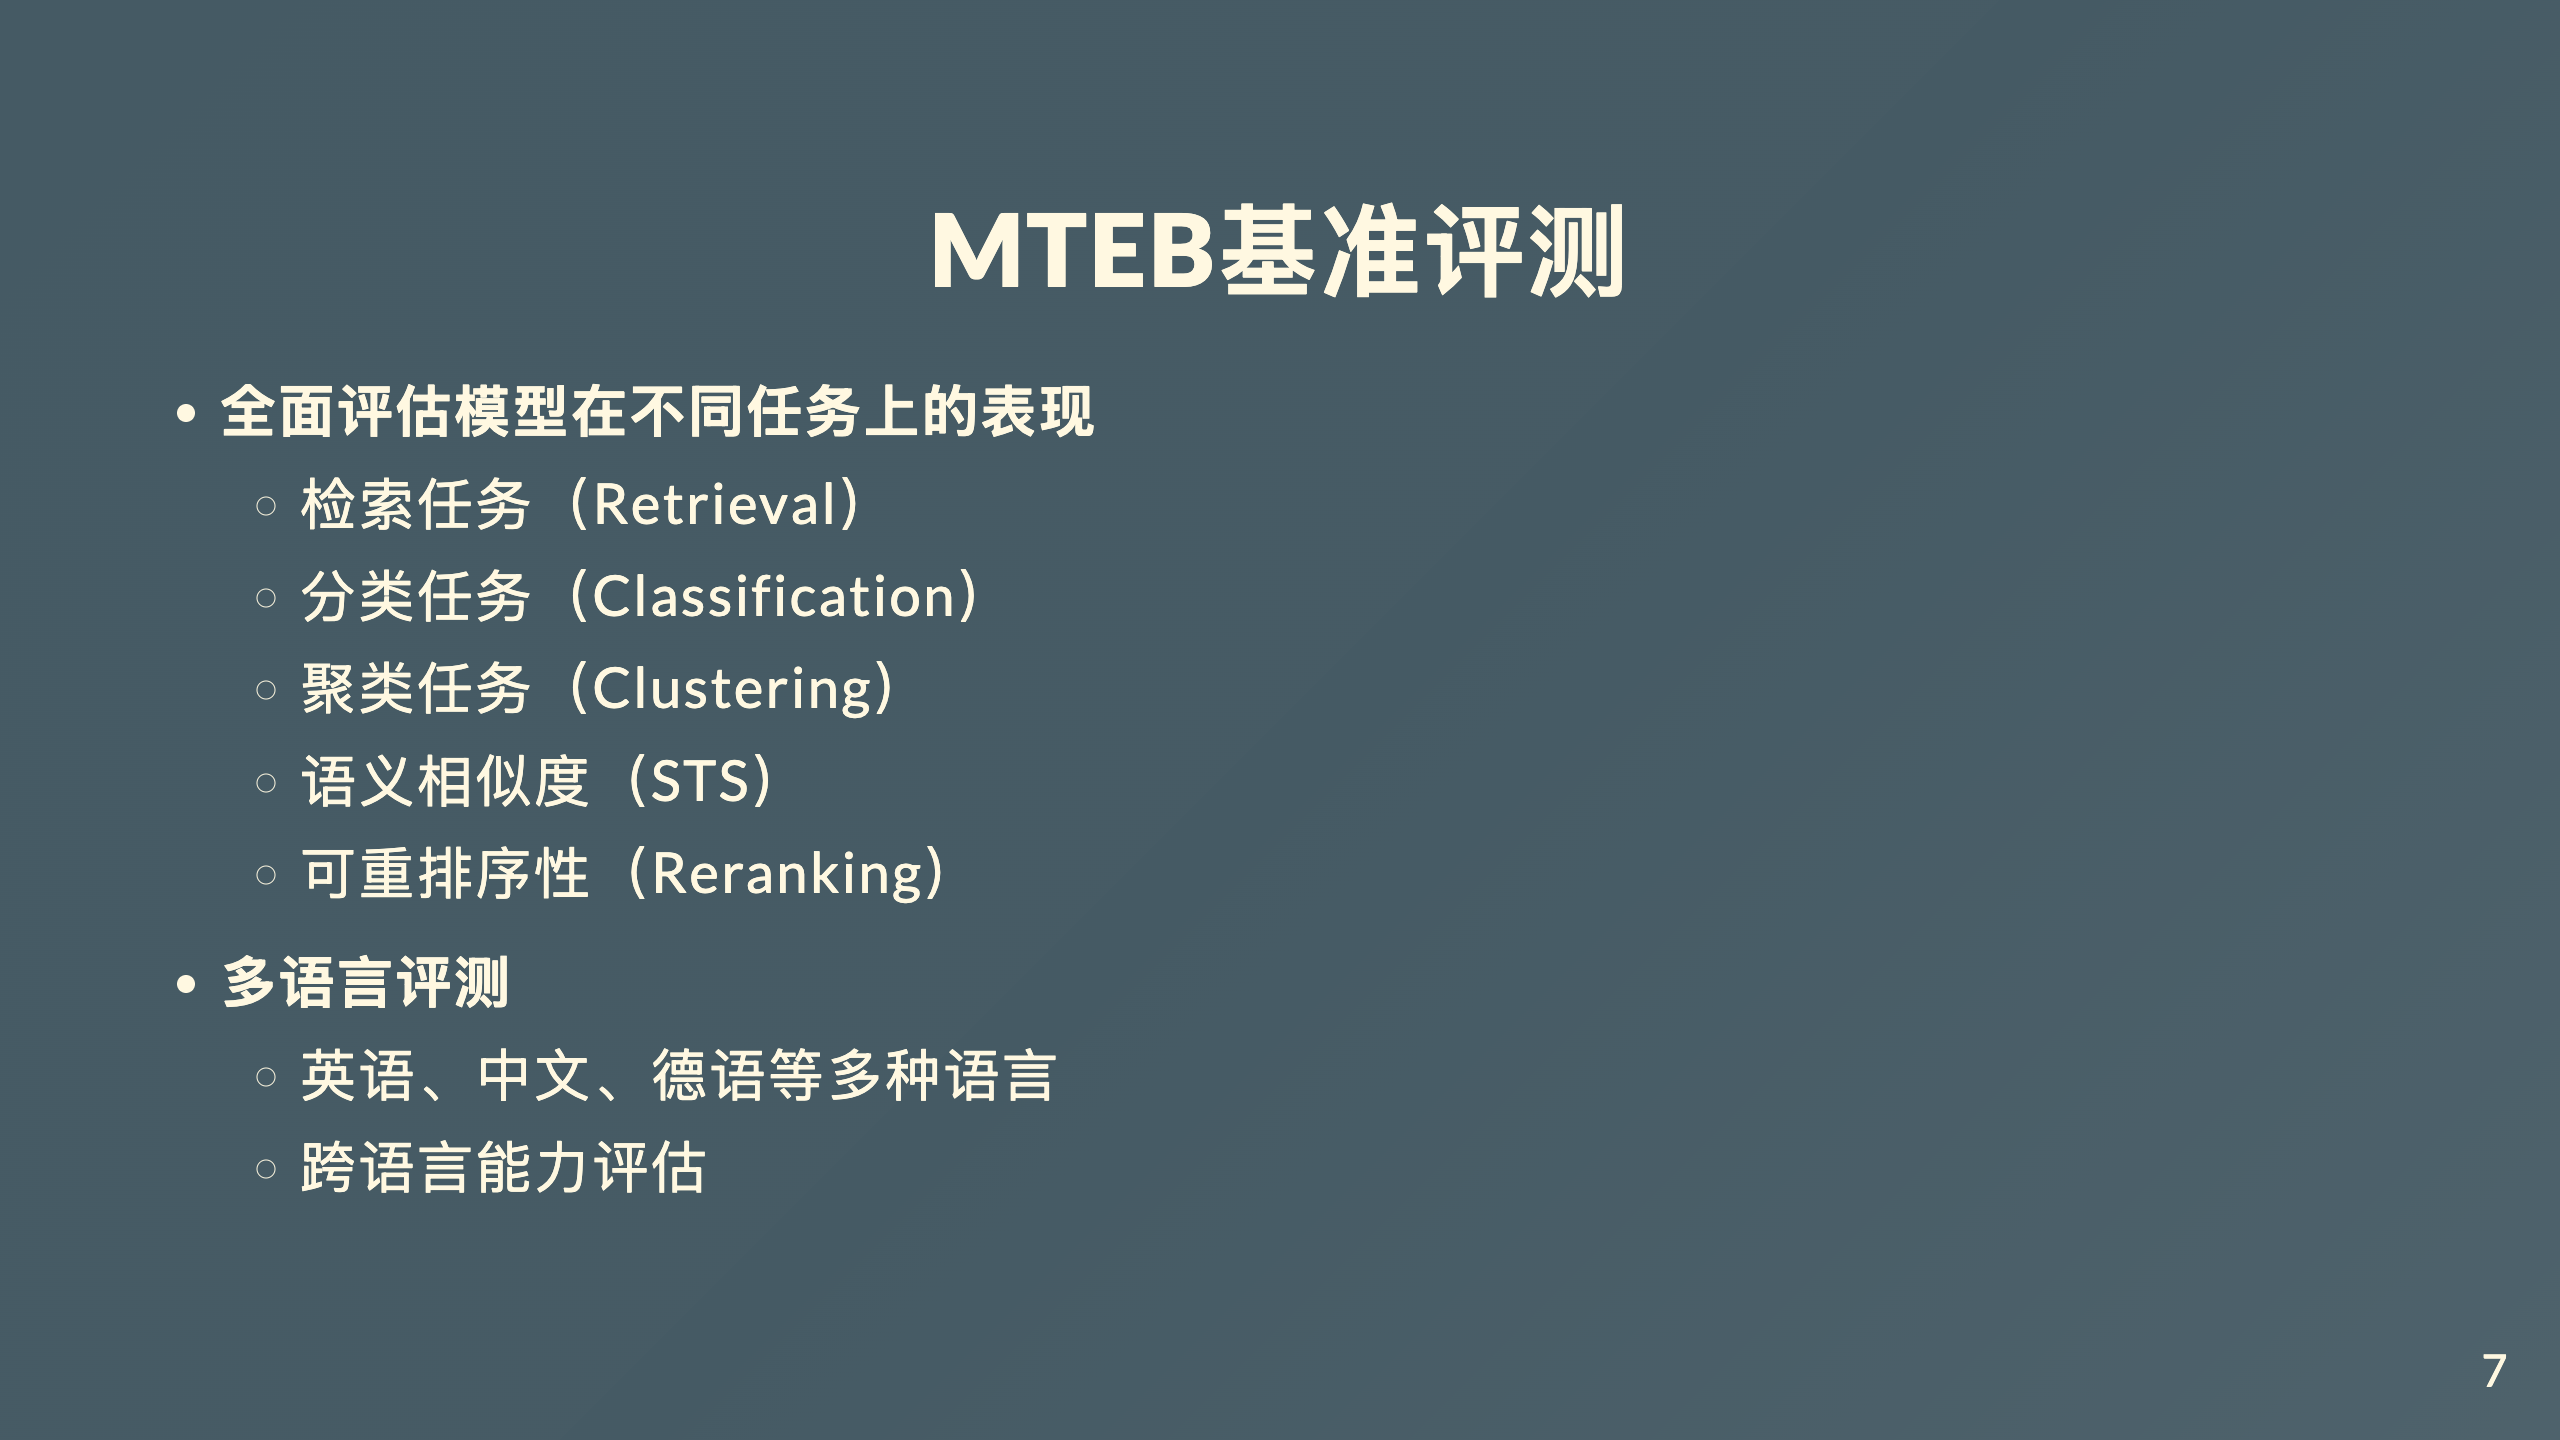 MTEB基准评测
• 全面评估模型在不同任务上的表现
○ 检索任务（Retrieval）
○ 分类任务（Classification）
○ 聚类任务（Clustering）
○ 语义相似度（STS）
○ 可重排序性（Reranking）
• 多语言评测
○ 英语、中文、德语等多种语言
○ 跨语言能力评估
7